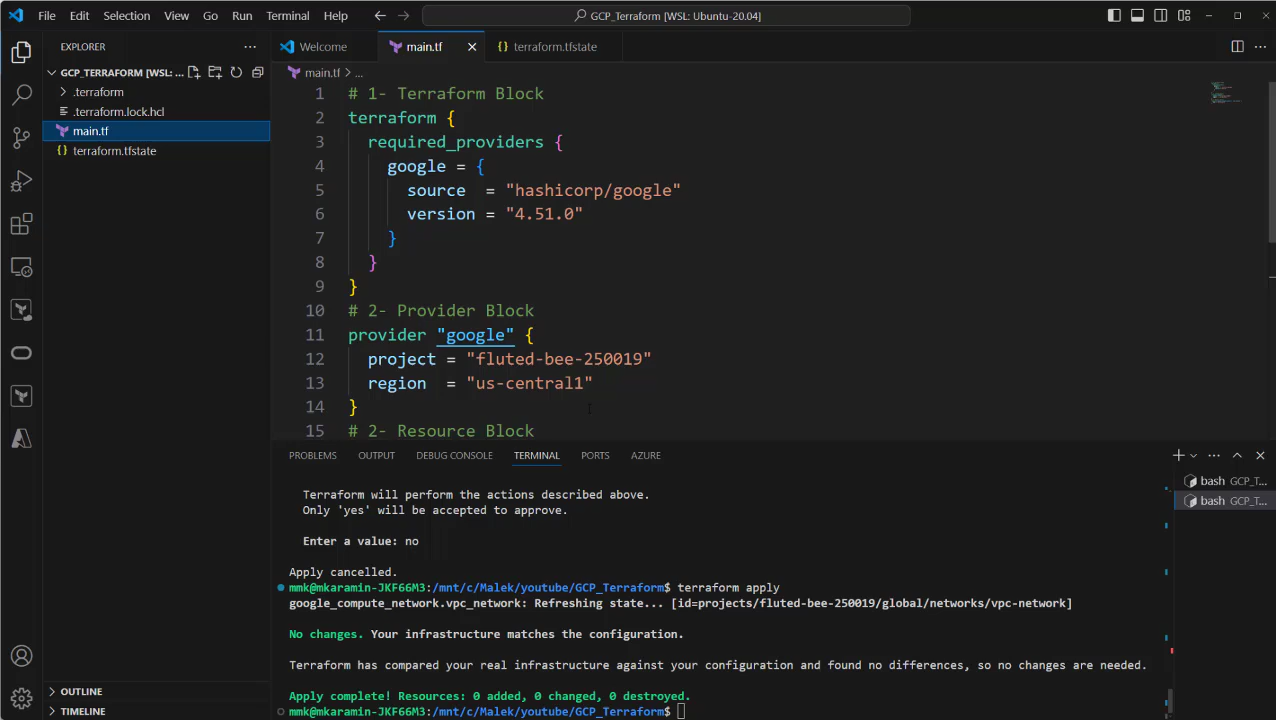 File Edit Selection View Go Run Terminal Help GCP_Terraform [WSL: Ubuntu-20.04]
EXPLORER
GCP_TERRAFORM [WSL: ...
.terraform
.terraform.lock.hcl
main.tf
terraform.tfstate
OUTLINE
TIMELINE
Welcome main.tf terraform.tfstate
main.tf > ...
1 # 1- Terraform Block
2 terraform {
3 required_providers {
4 google = {
5 source = "hashicorp/google"
6 version = "4.51.0"
7 }
8 }
9 }
10 # 2- Provider Block
11 provider "google" {
12 project = "fluted-bee-250019"
13 region = "us-central1"
14 }
15 # 2- Resource Block
PROBLEMS OUTPUT DEBUG CONSOLE TERMINAL PORTS AZURE
Terraform will perform the actions described above.
Only 'yes' will be accepted to approve.
Enter a value: no
Apply cancelled.
mmk@mkaramin-JKF66M3:/mnt/c/Malek/youtube/GCP_Terraform$ terraform apply
google_compute_network.vpc_network: Refreshing state... [id=projects/fluted-bee-250019/global/networks/vpc-network]
No changes. Your infrastructure matches the configuration.
Terraform has compared your real infrastructure against your configuration and found no differences, so no changes are needed.
Apply complete! Resources: 0 added, 0 changed, 0 destroyed.
mmk@mkaramin-JKF66M3:/mnt/c/Malek/youtube/GCP_Terraform$
bash GCP_T...
bash GCP_T...